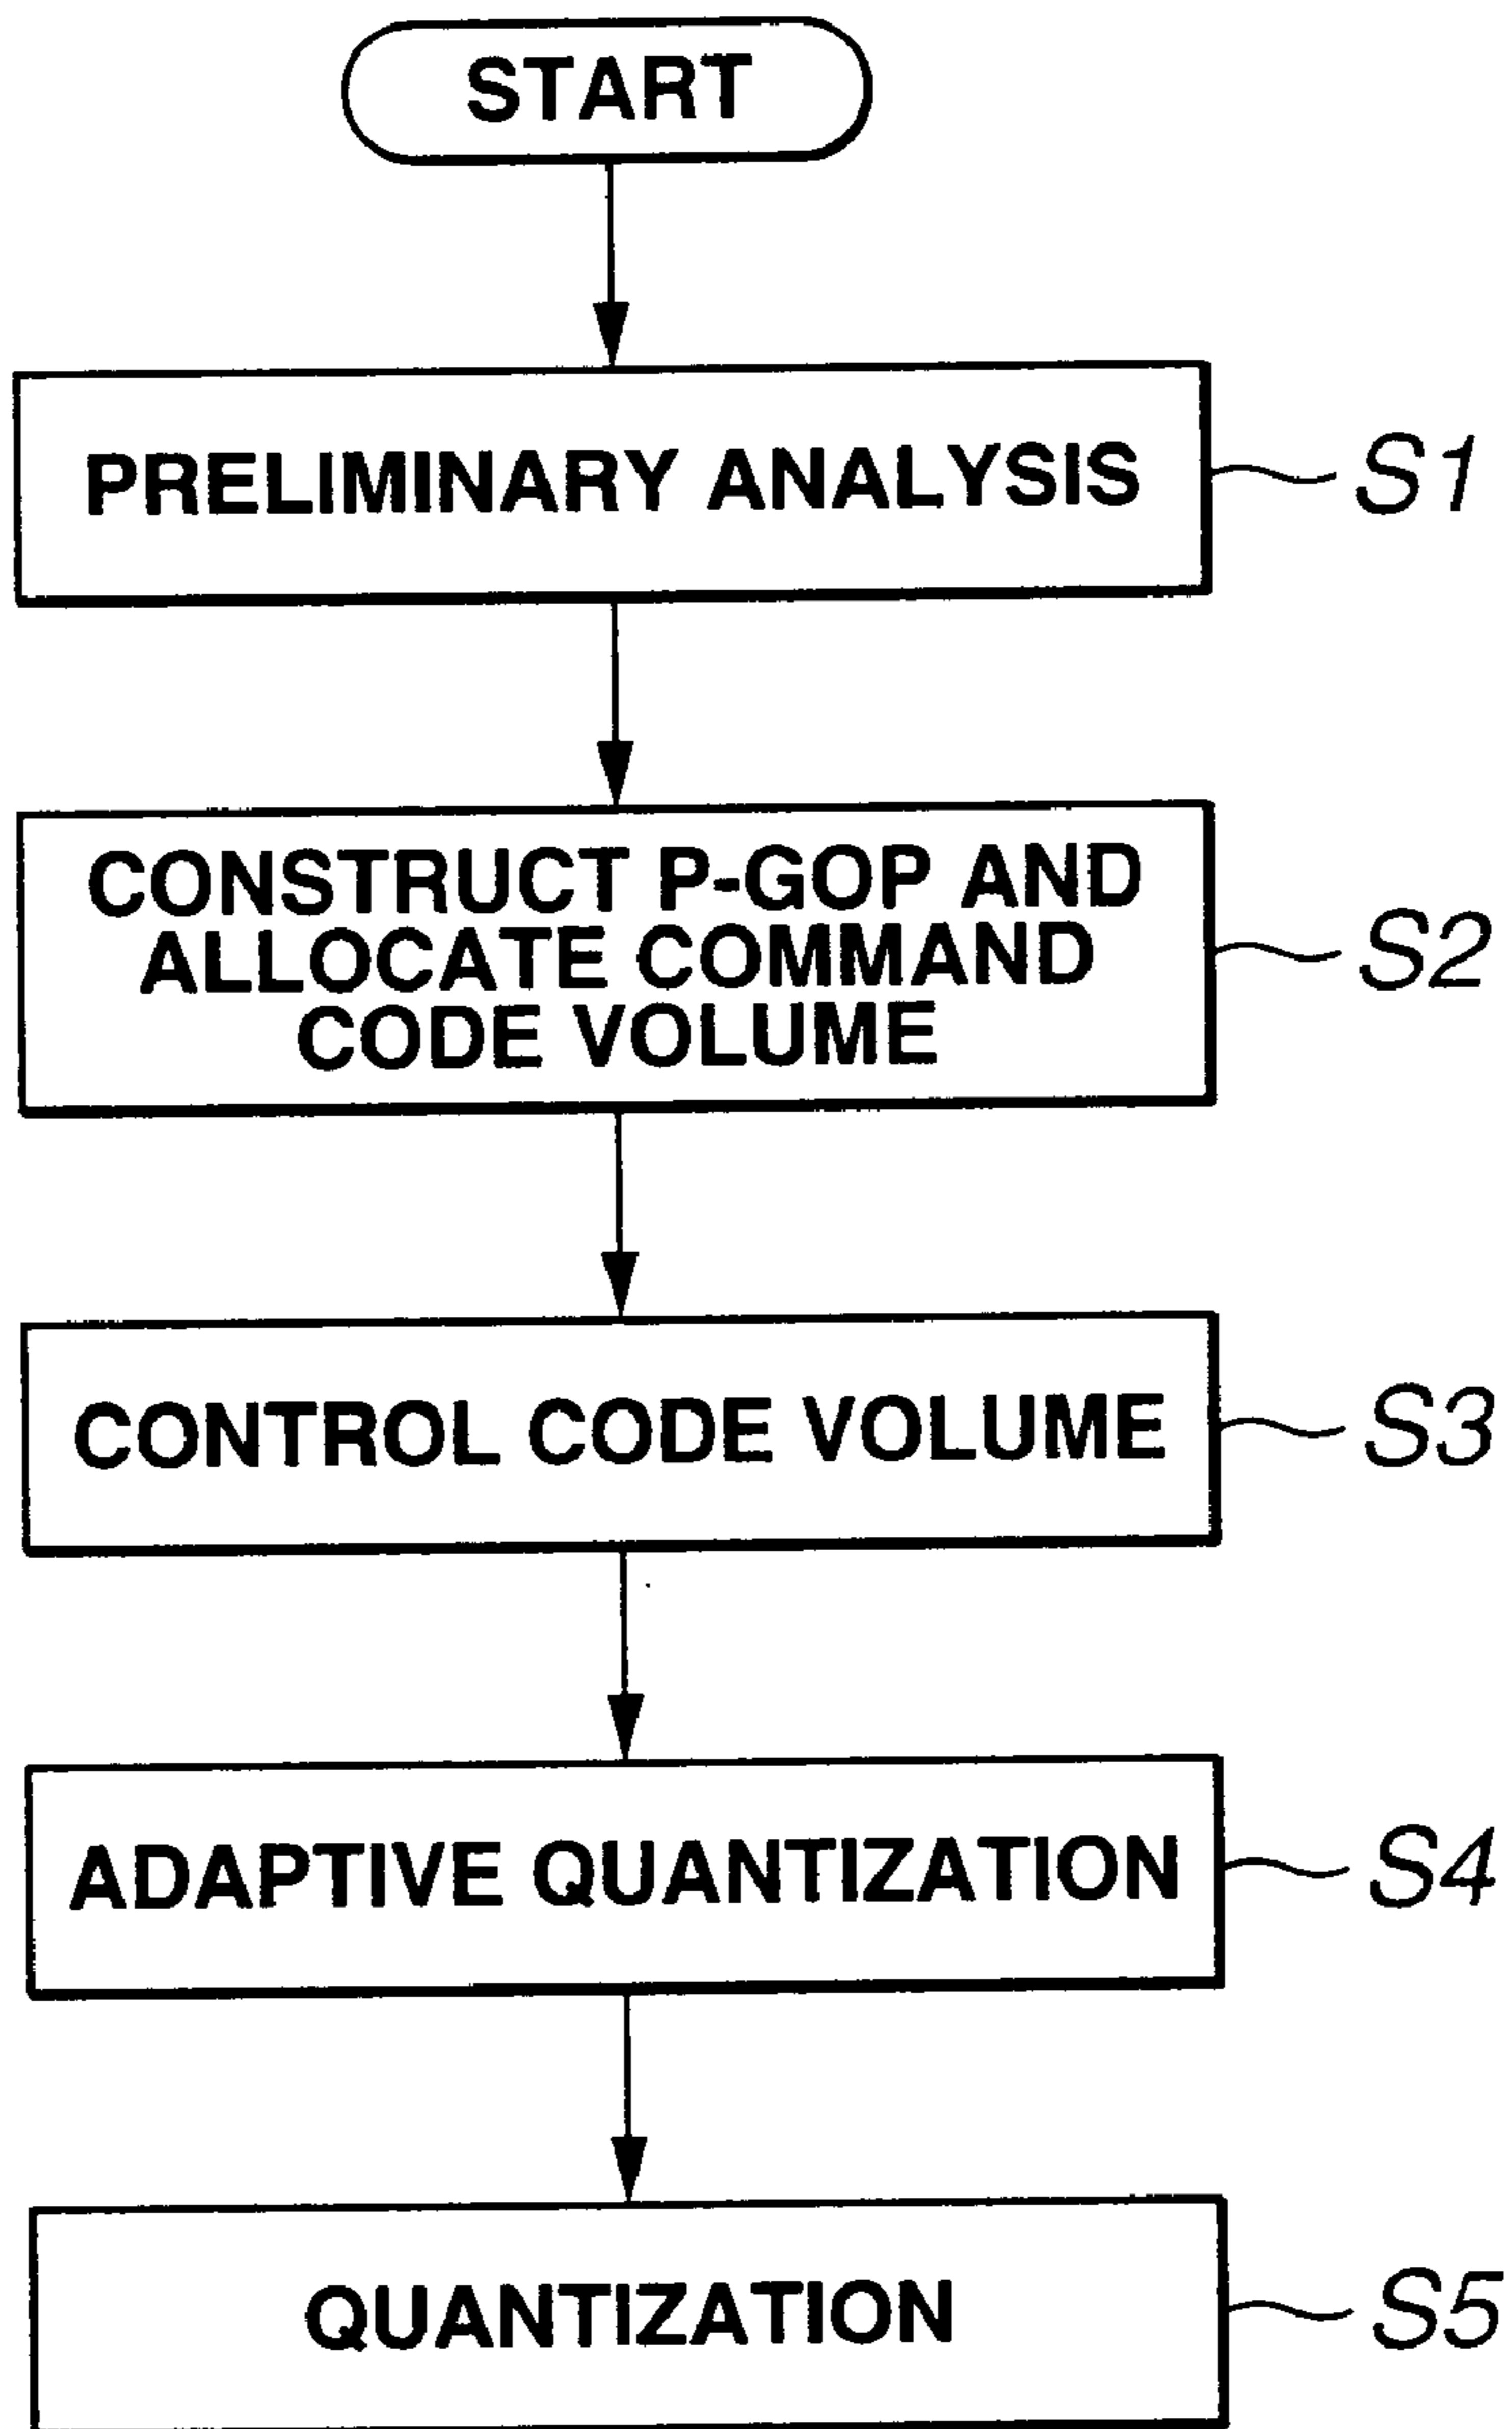 START
PRELIMINARY ANALYSIS
S1
CONSTRUCT P-GOP AND
ALLOCATE COMMAND
CODE VOLUME
S2
CONTROL CODE VOLUME
S3
ADAPTIVE QUANTIZATION
S4
QUANTIZATION
S5